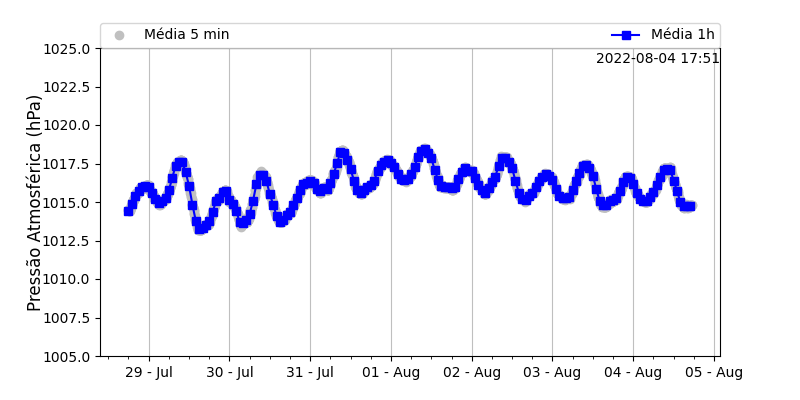 Média 5 min
Média 1h
2022-08-04 17:51
Pressão Atmosférica (hPa)
1025.0
1022.5
1020.0
1017.5
1015.0
1012.5
1010.0
1007.5
1005.0
29 - Jul
30 - Jul
31 - Jul
01 - Aug
02 - Aug
03 - Aug
04 - Aug
05 - Aug